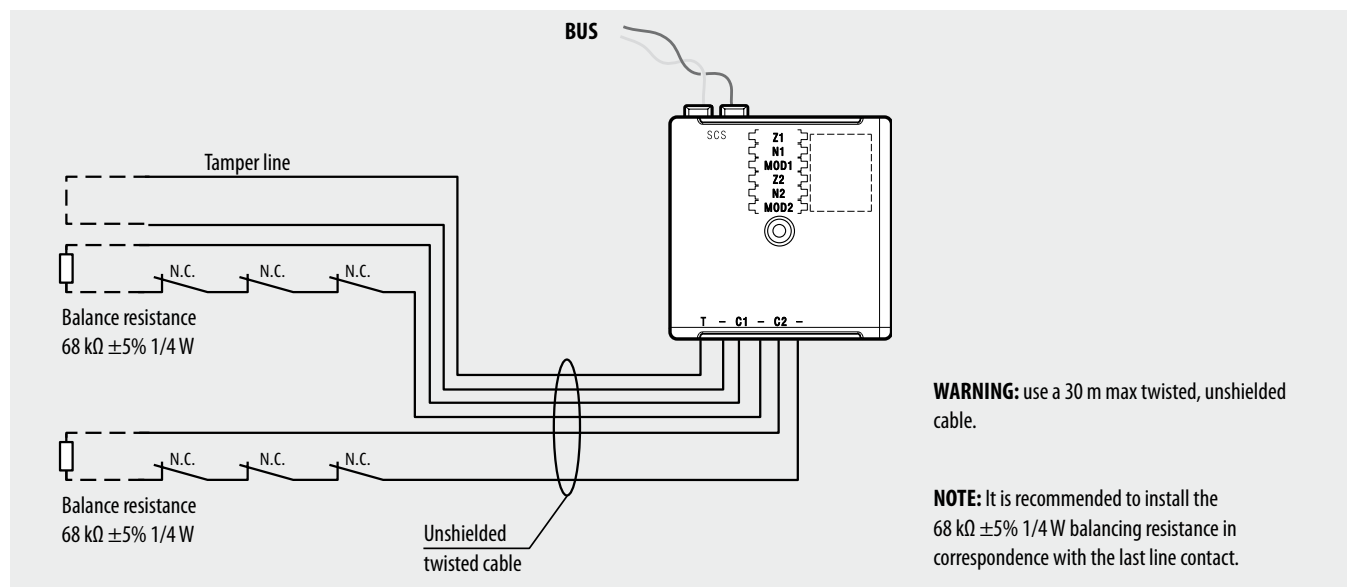 BUS
SCS
Z1
N1
MOD1
Z2
N2
MOD2
T – C1 – C2 –
Tamper line
N.C. N.C. N.C.
Balance resistance
68 kΩ ±5% 1/4 W
N.C. N.C. N.C.
Balance resistance
68 kΩ ±5% 1/4 W
Unshielded
twisted cable
WARNING: use a 30 m max twisted, unshielded
cable.
NOTE: It is recommended to install the
68 kΩ ±5% 1/4 W balancing resistance in
correspondence with the last line contact.